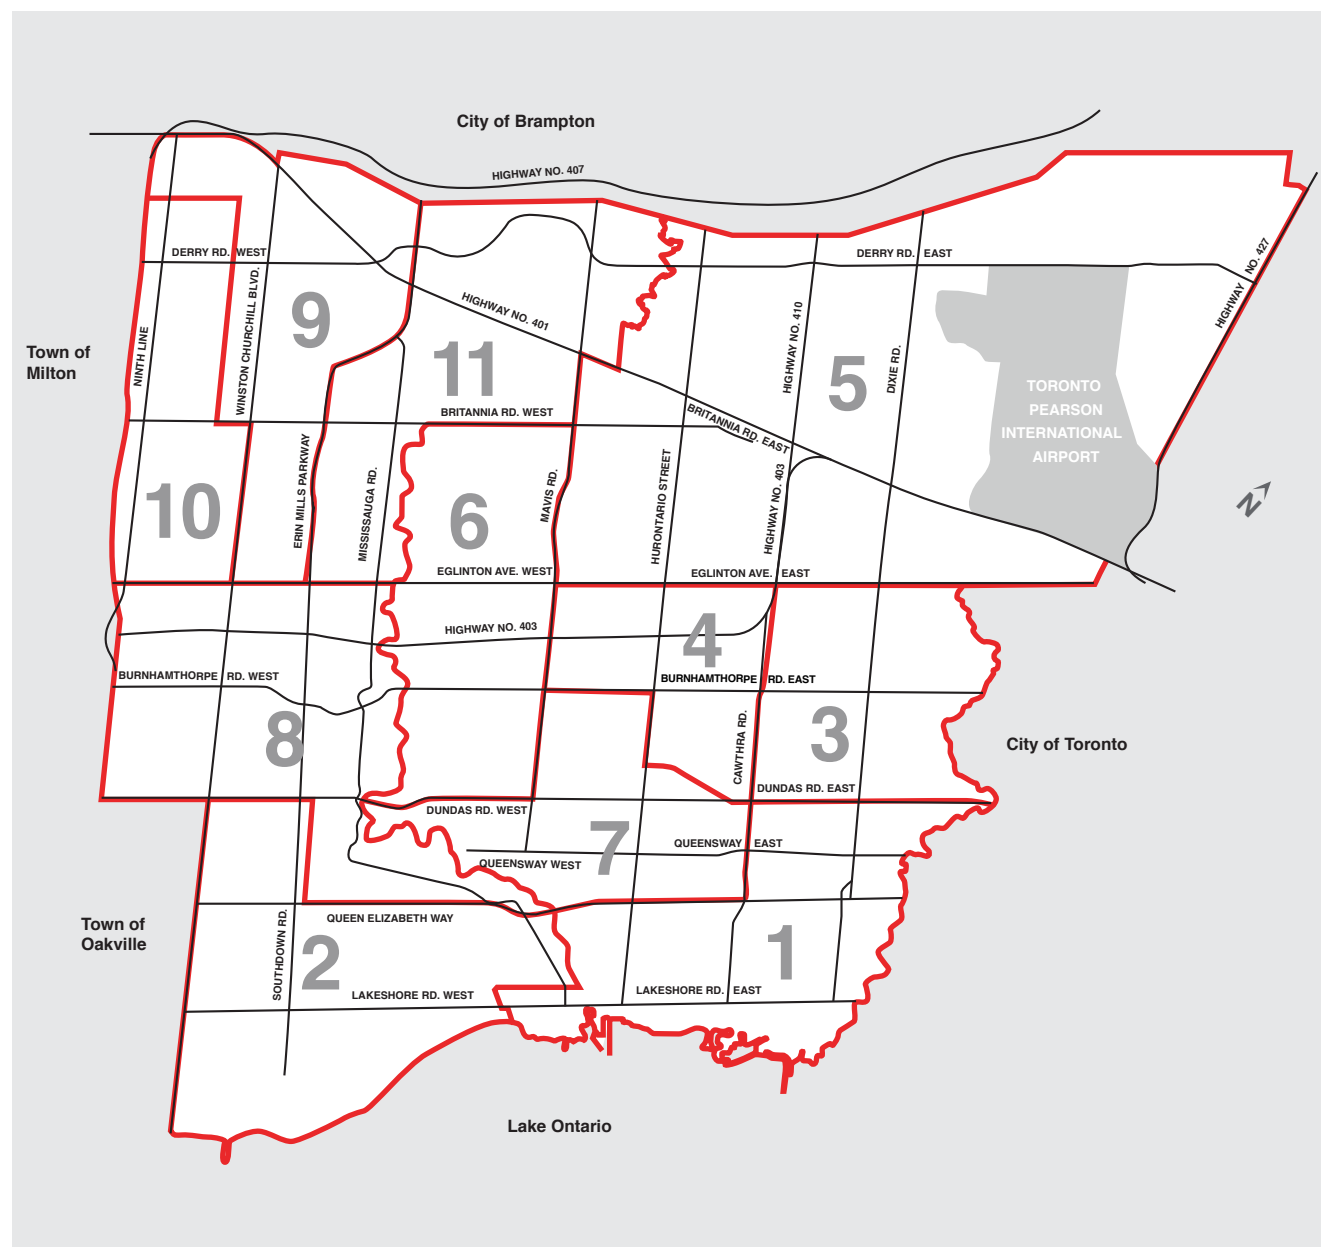 City of Brampton
HIGHWAY NO. 407
DERRY RD. WEST
DERRY RD. EAST
HIGHWAY NO. 427
NINTH LINE
WINSTON CHURCHILL BLVD.
9
HIGHWAY NO. 401
11
HIGHWAY NO. 410
5
DIXIE RD.
Town of
Milton
TORONTO
PEARSON
INTERNATIONAL
AIRPORT
BRITANNIA RD. WEST
BRITANNIA RD. EAST
10
ERIN MILLS PARKWAY
MISSISSAUGA RD.
6
MAVIS RD.
HURONTARIO STREET
HIGHWAY NO. 403
N
EGLINTON AVE. WEST
EGLINTON AVE. EAST
HIGHWAY NO. 403
4
BURNHAMTHORPE RD. WEST
BURNHAMTHORPE RD. EAST
8
CAWTHRA RD.
3
City of Toronto
DUNDAS RD. WEST
DUNDAS RD. EAST
7
QUEENSWAY EAST
QUEENSWAY WEST
Town of
Oakville
QUEEN ELIZABETH WAY
SOUTHDOWN RD.
2
1
LAKESHORE RD. WEST
LAKESHORE RD. EAST
Lake Ontario